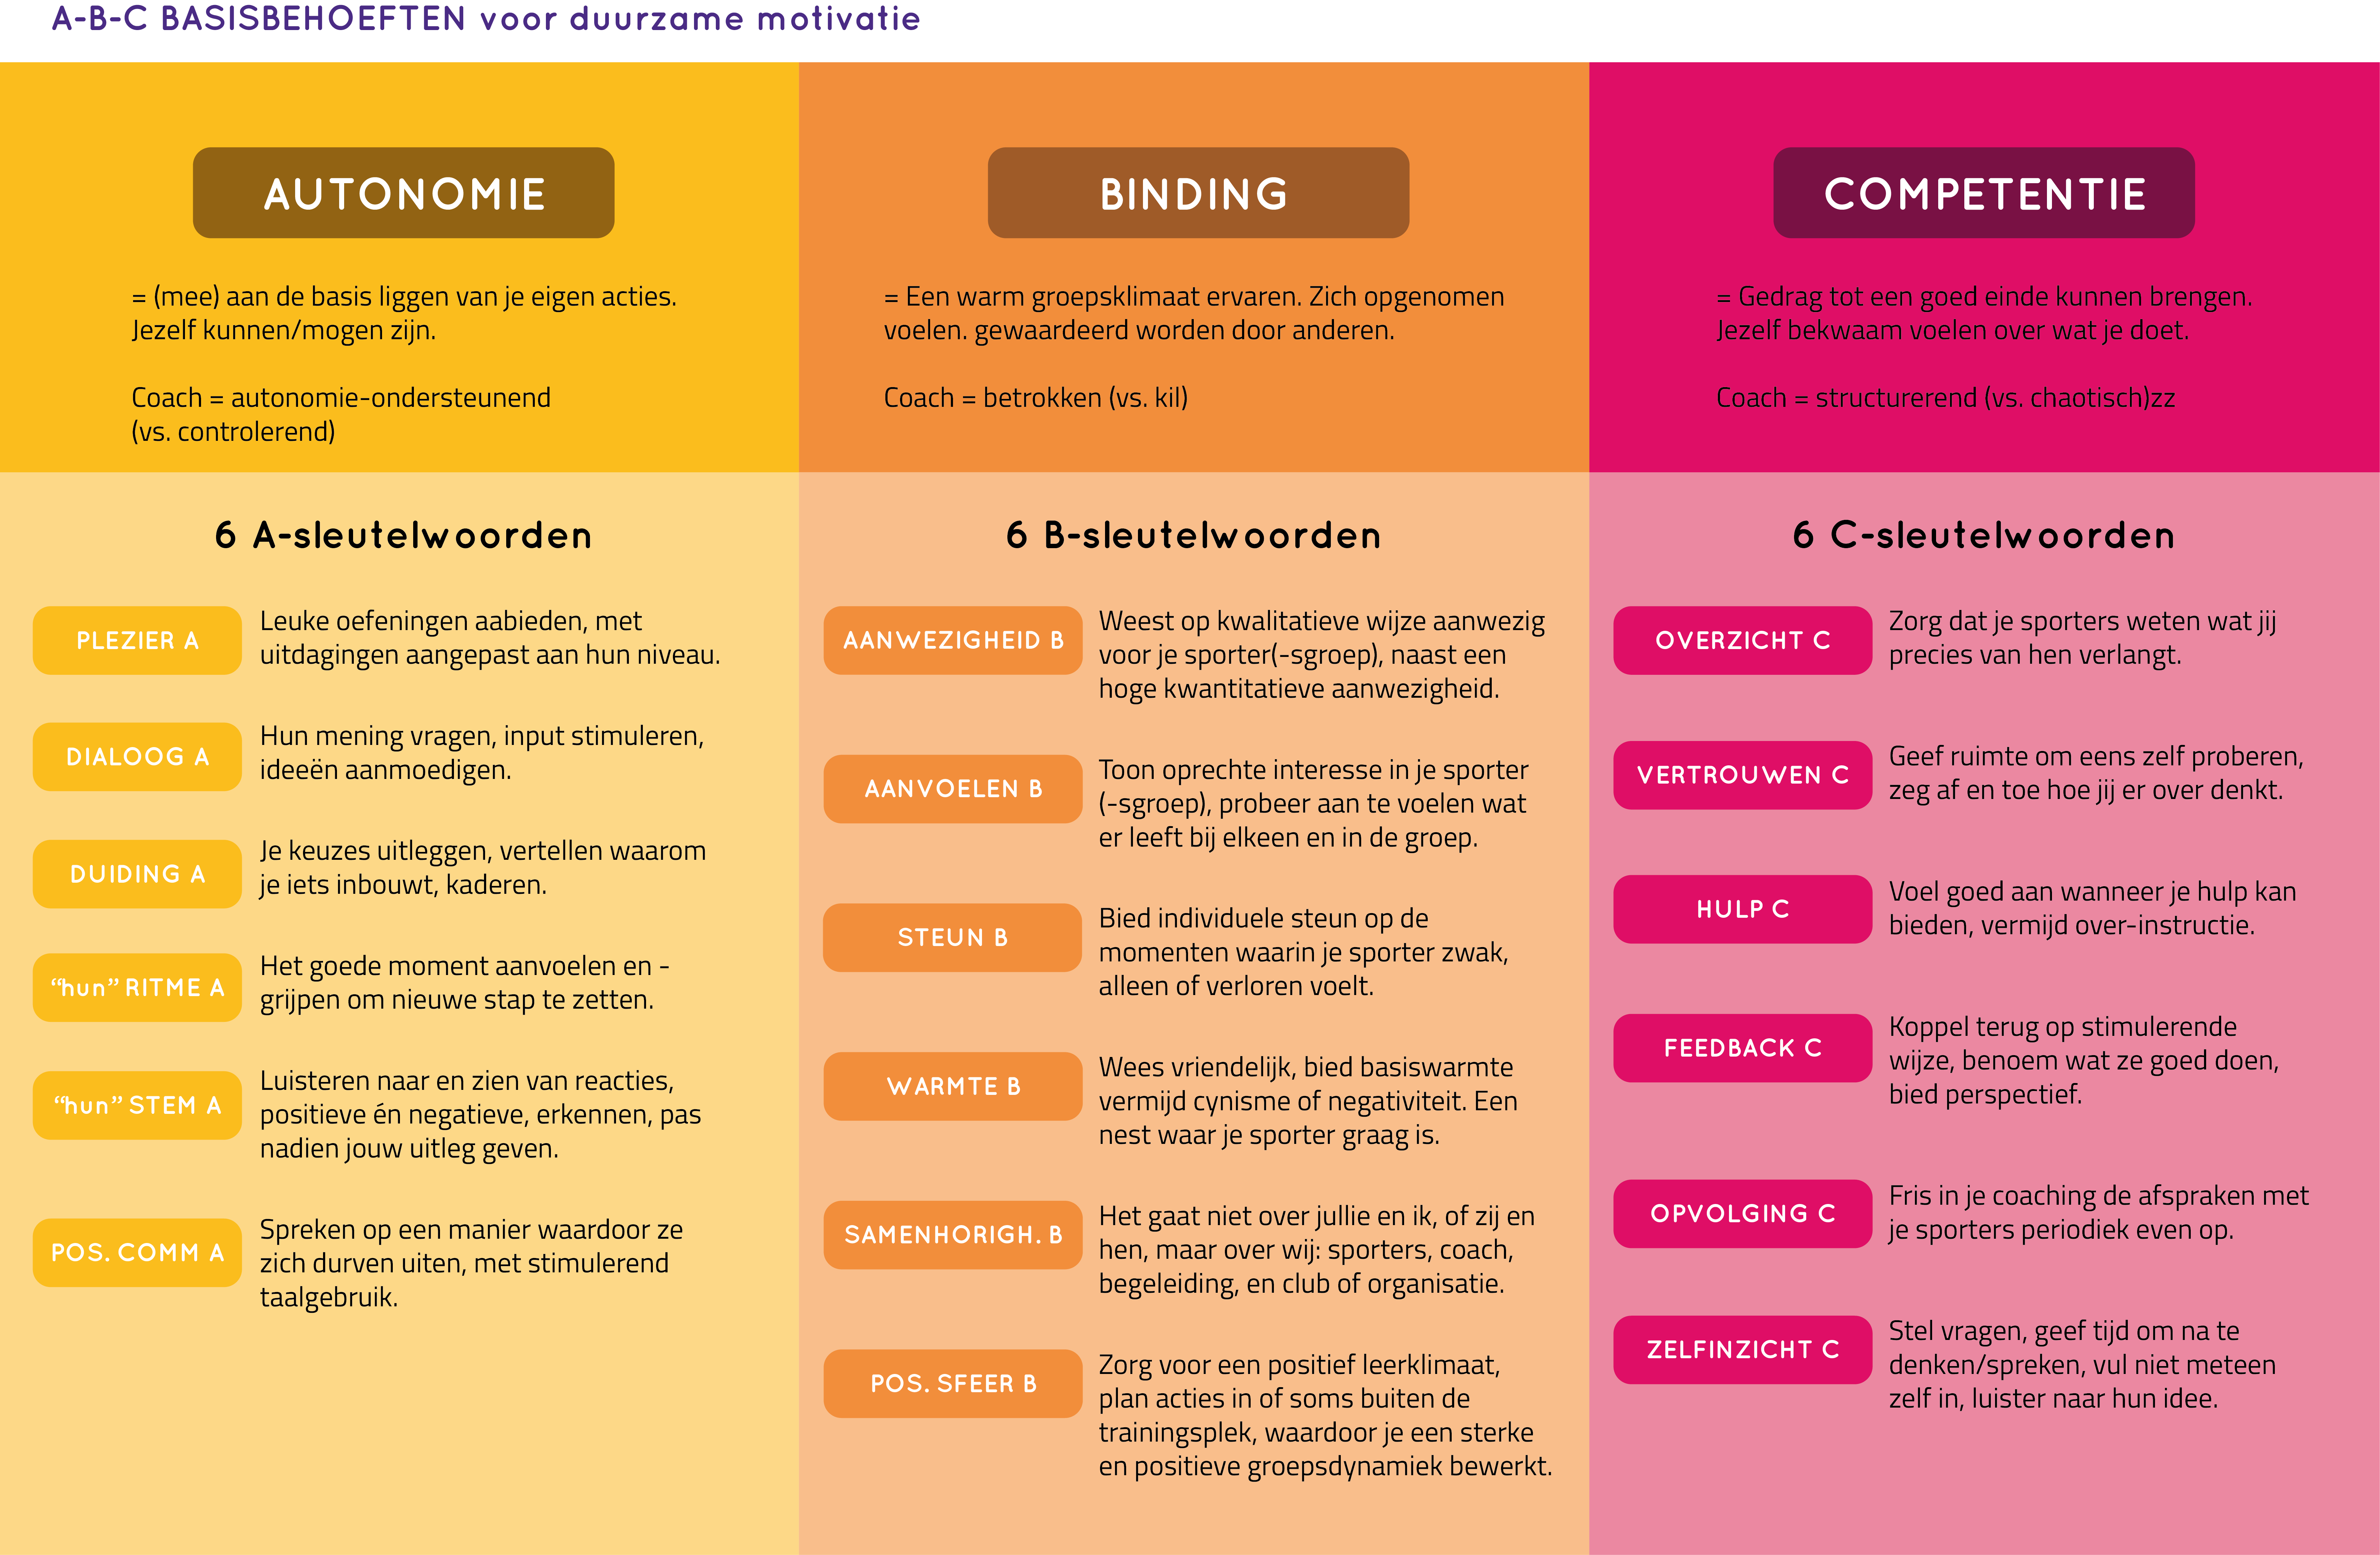 A-B-C BASISBEHOEFTEN voor duurzame motivatie
AUTONOMIE
= (mee) aan de basis liggen van je eigen acties.
Jezelf kunnen/mogen zijn.
Coach = autonomie-ondersteunend
(vs. controlerend)
6 A-sleutelwoorden
PLEZIER A
Leuke oefeningen aabieden, met
uitdagingen aangepast aan hun niveau.
DIALOOG A
Hun mening vragen, input stimuleren,
ideeën aanmoedigen.
DUIDING A
Je keuzes uitleggen, vertellen waarom
je iets inbouwt, kaderen.
“hun” RITME A
Het goede moment aanvoelen en -
grijpen om nieuwe stap te zetten.
“hun” STEM A
Luisteren naar en zien van reacties,
positieve én negatieve, erkennen, pas
nadien jouw uitleg geven.
POS. COMM A
Spreken op een manier waardoor ze
zich durven uiten, met stimulerend
taalgebruik.
BINDING
= Een warm groepsklimaat ervaren. Zich opgenomen
voelen. gewaardeerd worden door anderen.
Coach = betrokken (vs. kil)
6 B-sleutelwoorden
AANWEZIGHEID B
Weest op kwalitatieve wijze aanwezig
voor je sporter(-sgroep), naast een
hoge kwantitatieve aanwezigheid.
AANVOELEN B
Toon oprechte interesse in je sporter
(-sgroep), probeer aan te voelen wat
er leeft bij elkeen en in de groep.
STEUN B
Bied individuele steun op de
momenten waarin je sporter zwak,
alleen of verloren voelt.
WARMTE B
Wees vriendelijk, bied basiswarmte
vermijd cynisme of negativiteit. Een
nest waar je sporter graag is.
SAMENHORIGH. B
Het gaat niet over jullie en ik, of zij en
hen, maar over wij: sporters, coach,
begeleiding, en club of organisatie.
POS. SFEER B
Zorg voor een positief leerklimaat,
plan acties in of soms buiten de
trainingsplek, waardoor je een sterke
en positieve groepsdynamiek bewerkt.
COMPETENTIE
= Gedrag tot een goed einde kunnen brengen.
Jezelf bekwaam voelen over wat je doet.
Coach = structurerend (vs. chaotisch)zz
6 C-sleutelwoorden
OVERZICHT C
Zorg dat je sporters weten wat jij
precies van hen verlangt.
VERTROUWEN C
Geef ruimte om eens zelf proberen,
zeg af en toe hoe jij er over denkt.
HULP C
Voel goed aan wanneer je hulp kan
bieden, vermijd over-instructie.
FEEDBACK C
Koppel terug op stimulerende
wijze, benoem wat ze goed doen,
bied perspectief.
OPVOLGING C
Fris in je coaching de afspraken met
je sporters periodiek even op.
ZELFINZICHT C
Stel vragen, geef tijd om na te
denken/spreken, vul niet meteen
zelf in, luister naar hun idee.